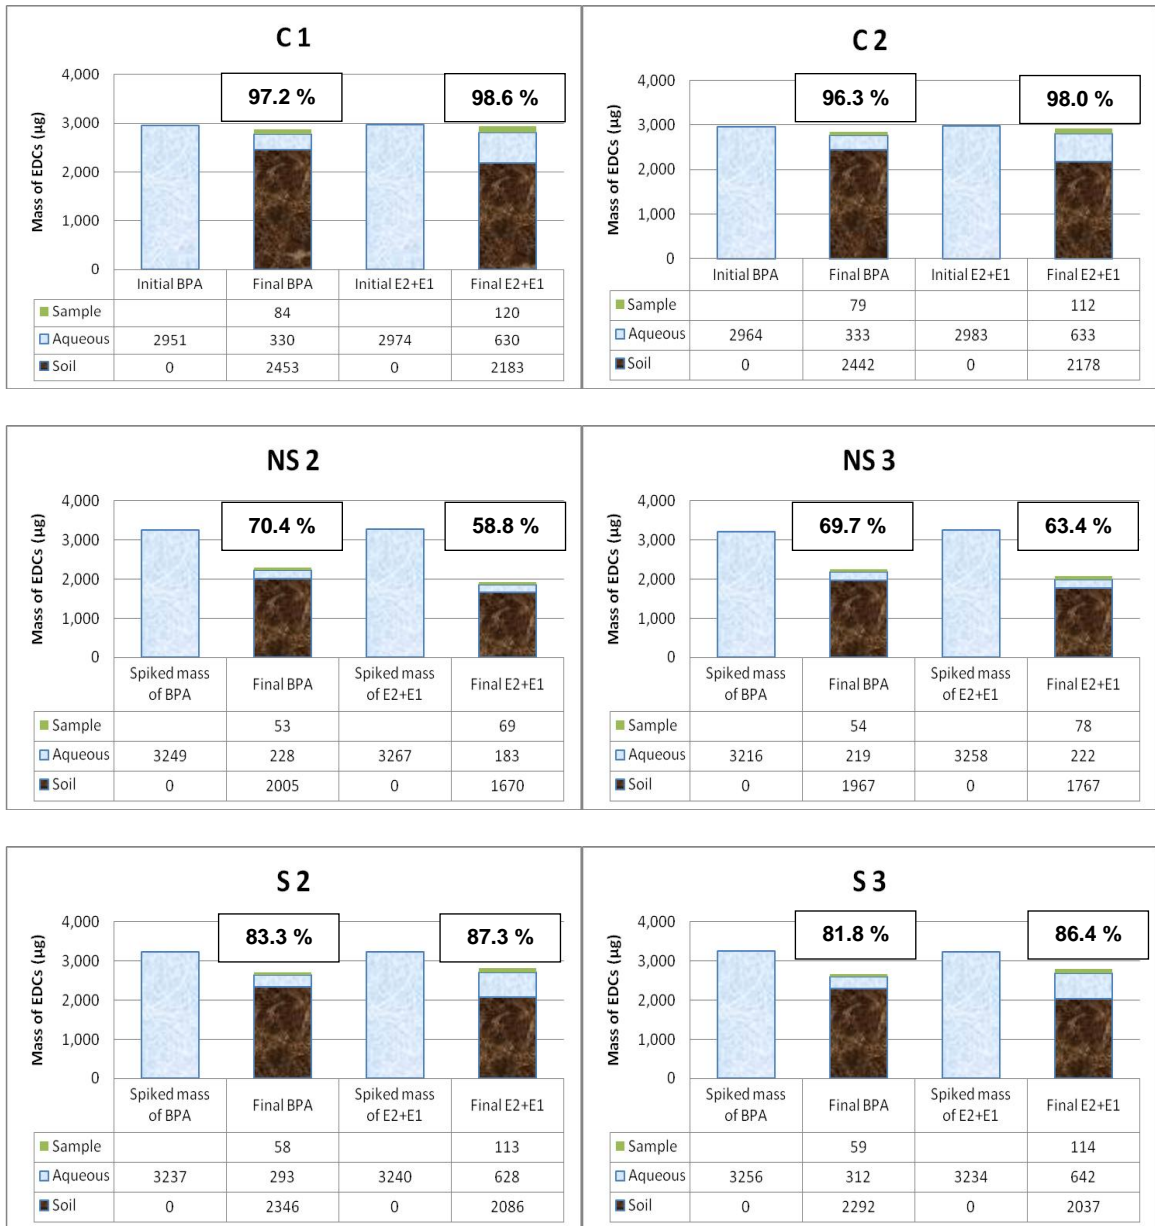 C 1
Mass of EDCs (µg)
4,000
3,000
2,000
1,000
0
97.2 %
98.6 %
Initial BPA Final BPA Initial E2+E1 Final E2+E1
Sample 84 120
Aqueous 2951 330 2974 630
Soil 0 2453 0 2183
C 2
Mass of EDCs (µg)
4,000
3,000
2,000
1,000
0
96.3 %
98.0 %
Initial BPA Final BPA Initial E2+E1 Final E2+E1
Sample 79 112
Aqueous 2964 333 2983 633
Soil 0 2442 0 2178
NS 2
Mass of EDCs (µg)
4,000
3,000
2,000
1,000
0
70.4 %
58.8 %
Spiked mass of BPA Final BPA Spiked mass of E2+E1 Final E2+E1
Sample 53 69
Aqueous 3249 228 3267 183
Soil 0 2005 0 1670
NS 3
Mass of EDCs (µg)
4,000
3,000
2,000
1,000
0
69.7 %
63.4 %
Spiked mass of BPA Final BPA Spiked mass of E2+E1 Final E2+E1
Sample 54 78
Aqueous 3216 219 3258 222
Soil 0 1967 0 1767
S 2
Mass of EDCs (µg)
4,000
3,000
2,000
1,000
0
83.3 %
87.3 %
Spiked mass of BPA Final BPA Spiked mass of E2+E1 Final E2+E1
Sample 58 113
Aqueous 3237 293 3240 628
Soil 0 2346 0 2086
S 3
Mass of EDCs (µg)
4,000
3,000
2,000
1,000
0
81.8 %
86.4 %
Spiked mass of BPA Final BPA Spiked mass of E2+E1 Final E2+E1
Sample 59 114
Aqueous 3256 312 3234 642
Soil 0 2292 0 2037